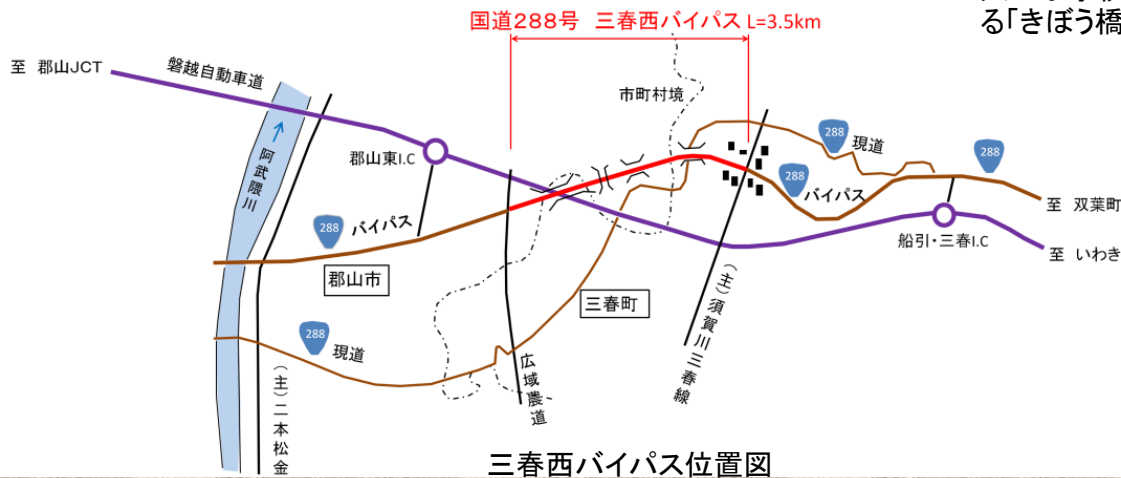 国道288号 三春西バイパス L=3.5km
る「きぼう橋
至 郡山JCT
磐越自動車道
市町村境
阿武隈川
郡山東I.C
288
現道
288
288
バイパス
288
バイパス
至 双葉町
船引・三春I.C
至 いわき
郡山市
三春町
(主)須賀川三春線
288
現道
広域農道
(主)二本松金
三春西バイパス位置図